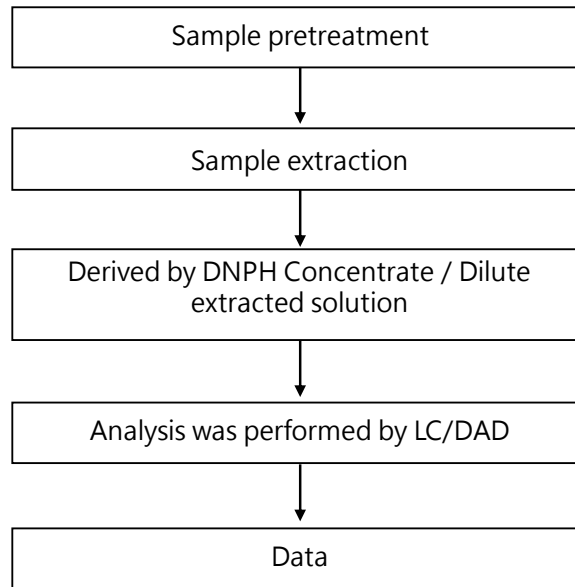 Sample pretreatment
Sample extraction
Derived by DNPH Concentrate / Dilute
extracted solution
Analysis was performed by LC/DAD
Data